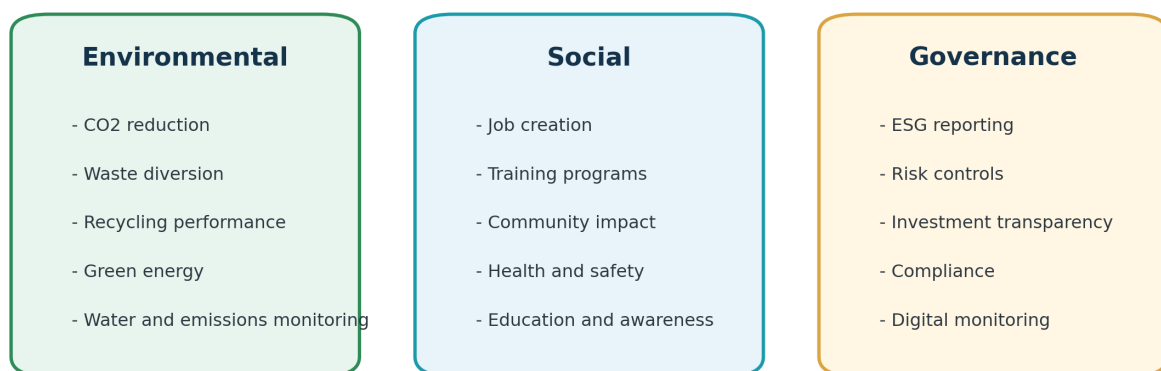 Environmental
- CO2 reduction
- Waste diversion
- Recycling performance
- Green energy
- Water and emissions monitoring
Social
- Job creation
- Training programs
- Community impact
- Health and safety
- Education and awareness
Governance
- ESG reporting
- Risk controls
- Investment transparency
- Compliance
- Digital monitoring